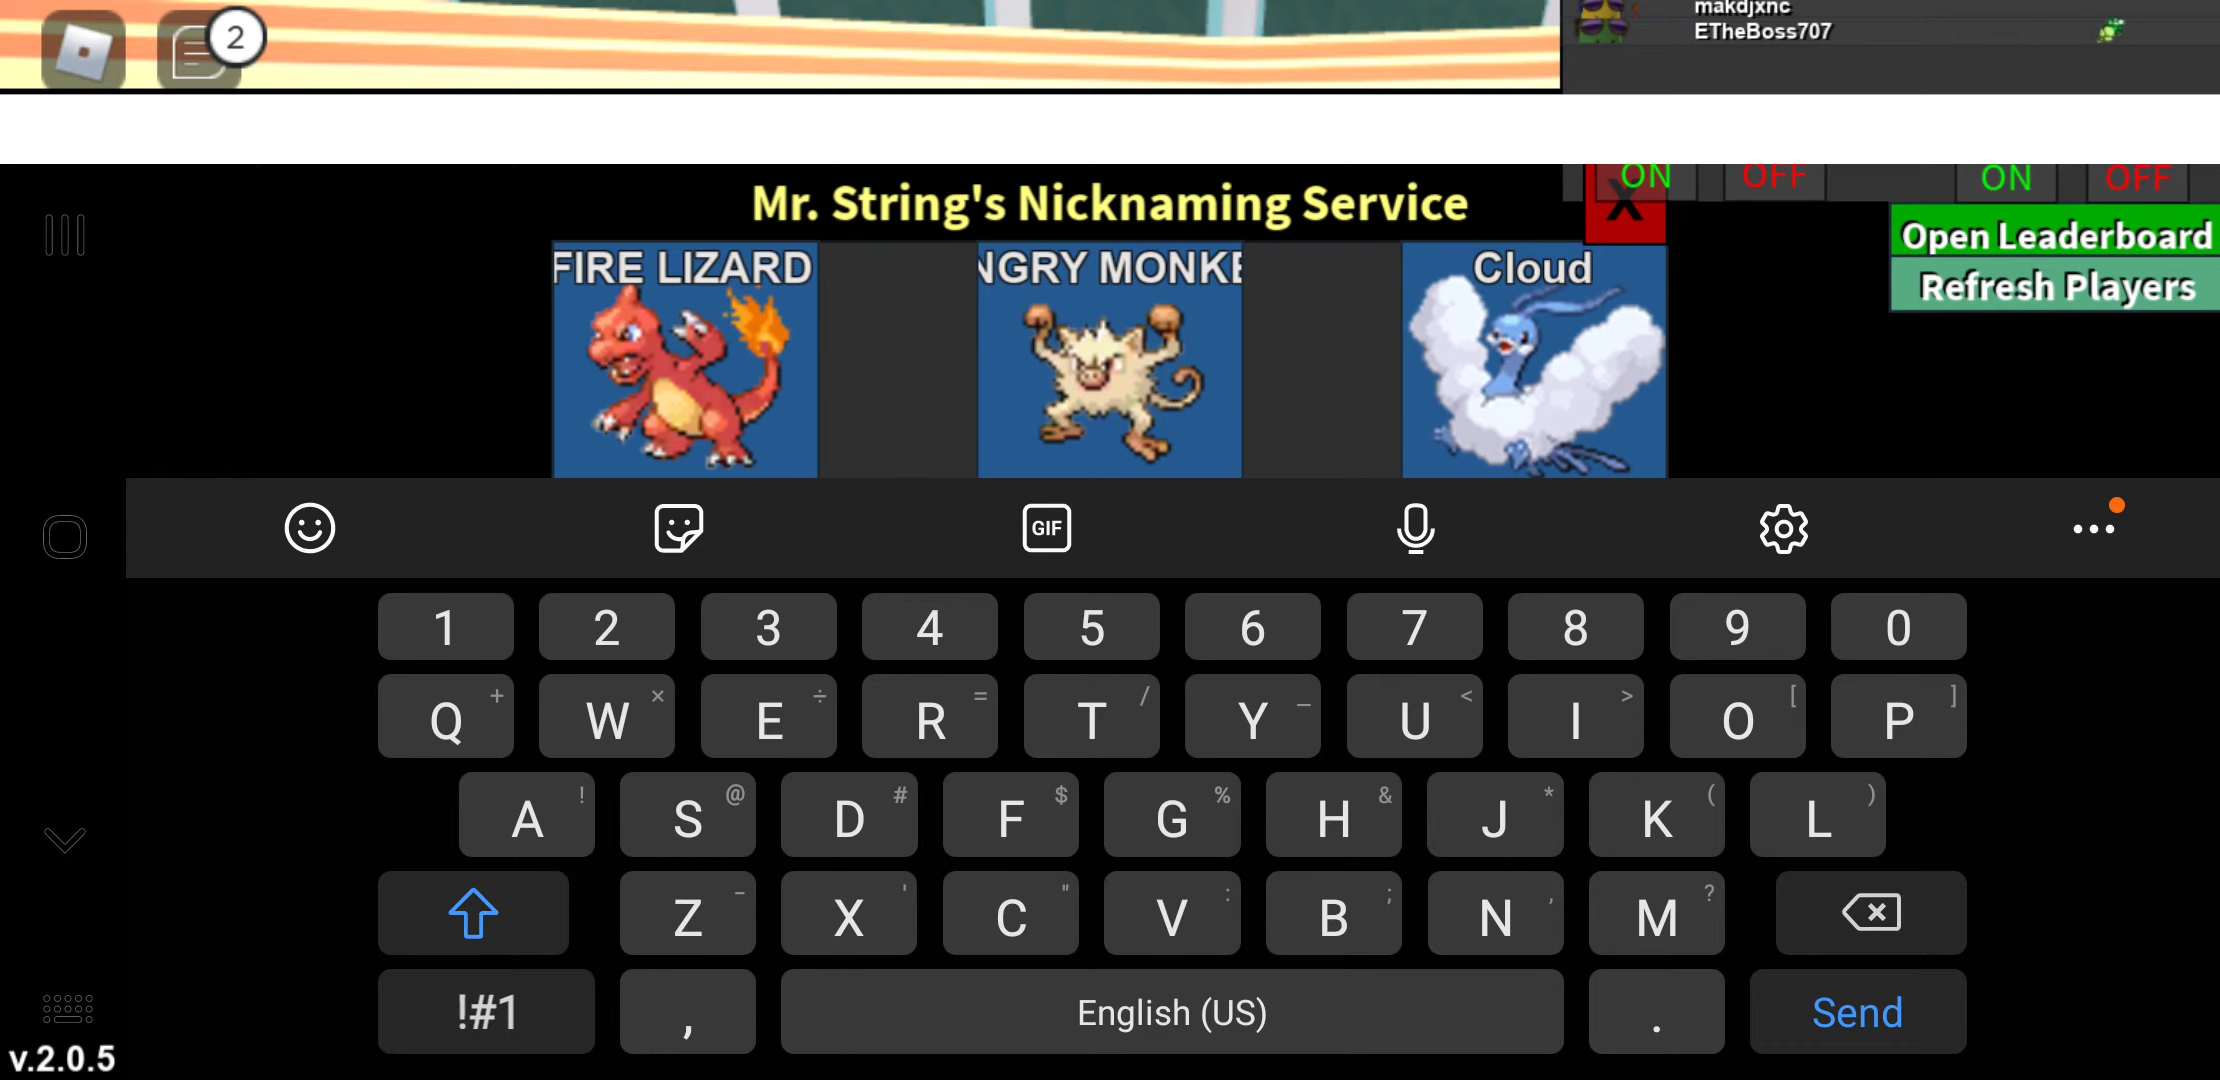 2
makdjxnc
ETheBoss707
ON OFF ON OFF
Mr. String's Nicknaming Service
X
Open Leaderboard
Refresh Players
FIRE LIZARD
NGRY MONKE
Cloud
GIF
1 2 3 4 5 6 7 8 9 0
Q + W × E ÷ R = T / Y _ U < I > O [ P ]
A ! S @ D # F $ G % H & J * K ( L )
Z - X ' C " V : B ; N , M ?
!#1 , English (US) . Send
v.2.0.5